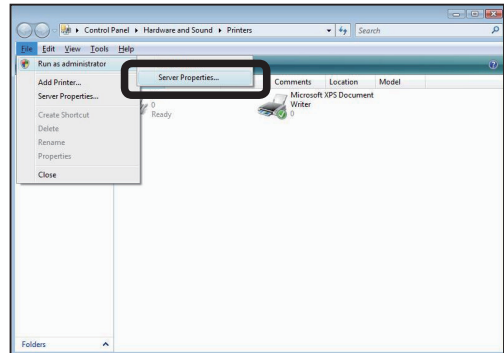 Control Panel ▸ Hardware and Sound ▸ Printers
Search
File Edit View Tools Help
Run as administrator
Server Properties...
Add Printer...
Server Properties...
Create Shortcut
Delete
Rename
Properties
Close
Comments Location Model
0
Ready
Microsoft XPS Document
Writer
0
Folders